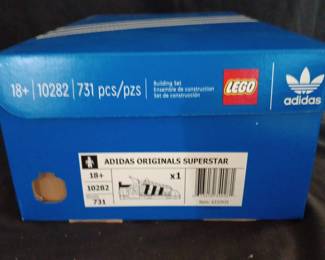 18+ | 10282 | 731 pcs/pzs
Building Set
Ensemble de construction
Set de construcción
LEGO
adidas
ADIDAS ORIGINALS SUPERSTAR
18+
10282
731
x1